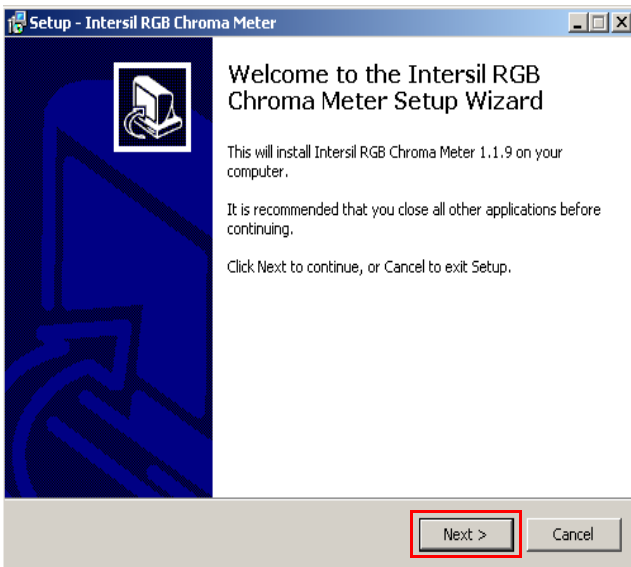 Setup - Intersil RGB Chroma Meter
Welcome to the Intersil RGB
Chroma Meter Setup Wizard
This will install Intersil RGB Chroma Meter 1.1.9 on your
computer.
It is recommended that you close all other applications before
continuing.
Click Next to continue, or Cancel to exit Setup.
Next >
Cancel